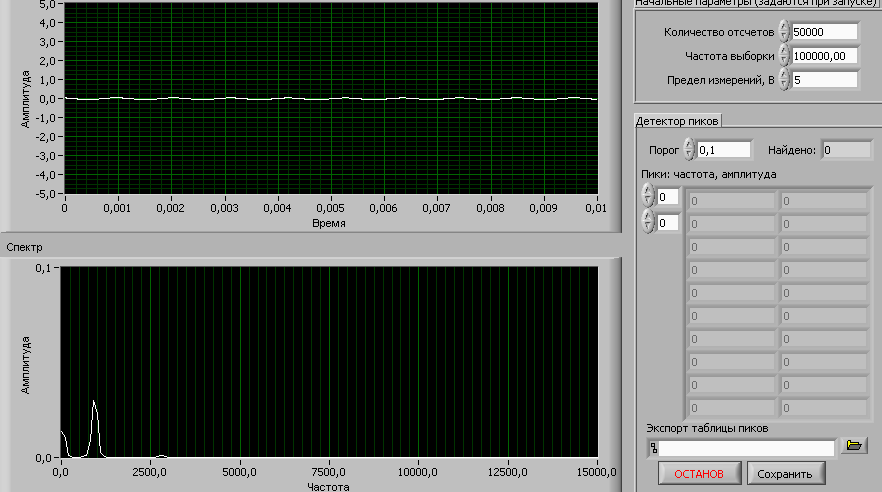 Начальные параметры (задаются при запуске)
Количество отсчетов 50000
Частота выборки 100000,00
Предел измерений, В 5
5,0
4,0
3,0
2,0
1,0
0,0
-1,0
-2,0
-3,0
-4,0
-5,0
Амплитуда
0 0,001 0,002 0,003 0,004 0,005 0,006 0,007 0,008 0,009 0,01
Время
Детектор пиков
Порог 0,1 Найдено: 0
Пики: частота, амплитуда
0 0 0
0 0 0
0 0
0 0
0 0
0 0
0 0
0 0
0 0
0 0
Спектр
0,1
0,0
Амплитуда
0,0 2500,0 5000,0 7500,0 10000,0 12500,0 15000,0
Частота
Экспорт таблицы пиков
ОСТАНОВ Сохранить